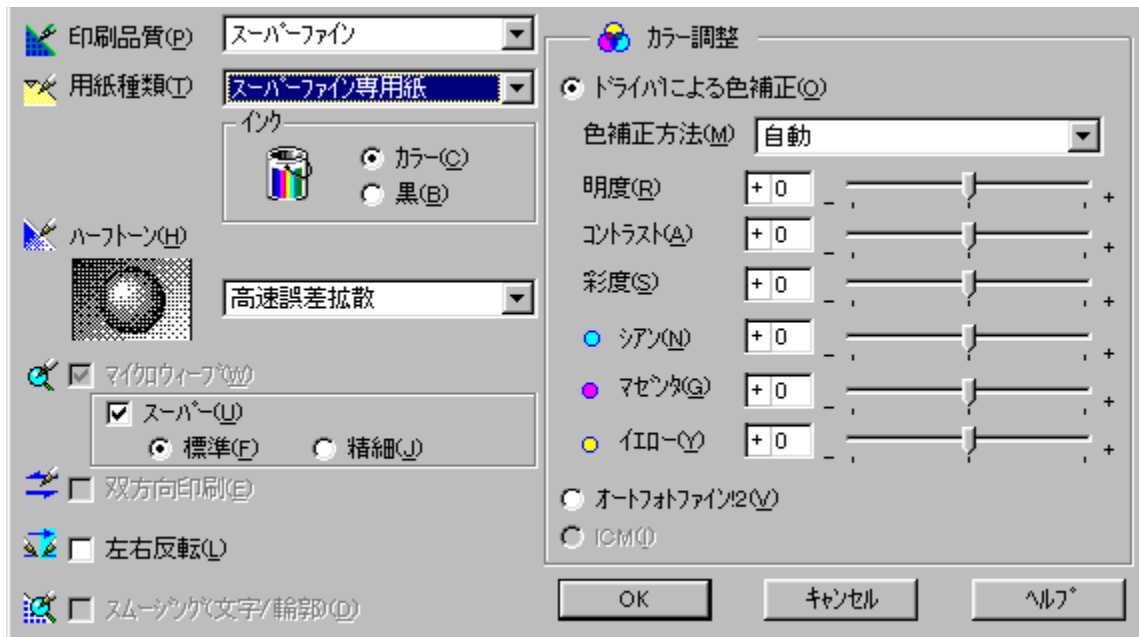 印刷品質(P) スーパーファイン
用紙種類(T) スーパーファイン専用紙
インク
カラー(C)
黒(B)
ハーフトーン(H)
高速誤差拡散
マイクロウィーブ(W)
スーパー(U)
標準(F) 精細(J)
双方向印刷(E)
左右反転(L)
スムージング(文字/輪郭)(D)
カラー調整
ドライバによる色補正(O)
色補正方法(M) 自動
明度(R) + 0 - +
コントラスト(A) + 0 - +
彩度(S) + 0 - +
シアン(N) + 0 - +
マゼンタ(G) + 0 - +
イエロー(Y) + 0 - +
オートフォトファイン!2(V)
ICM(I)
OK キャンセル ヘルプ